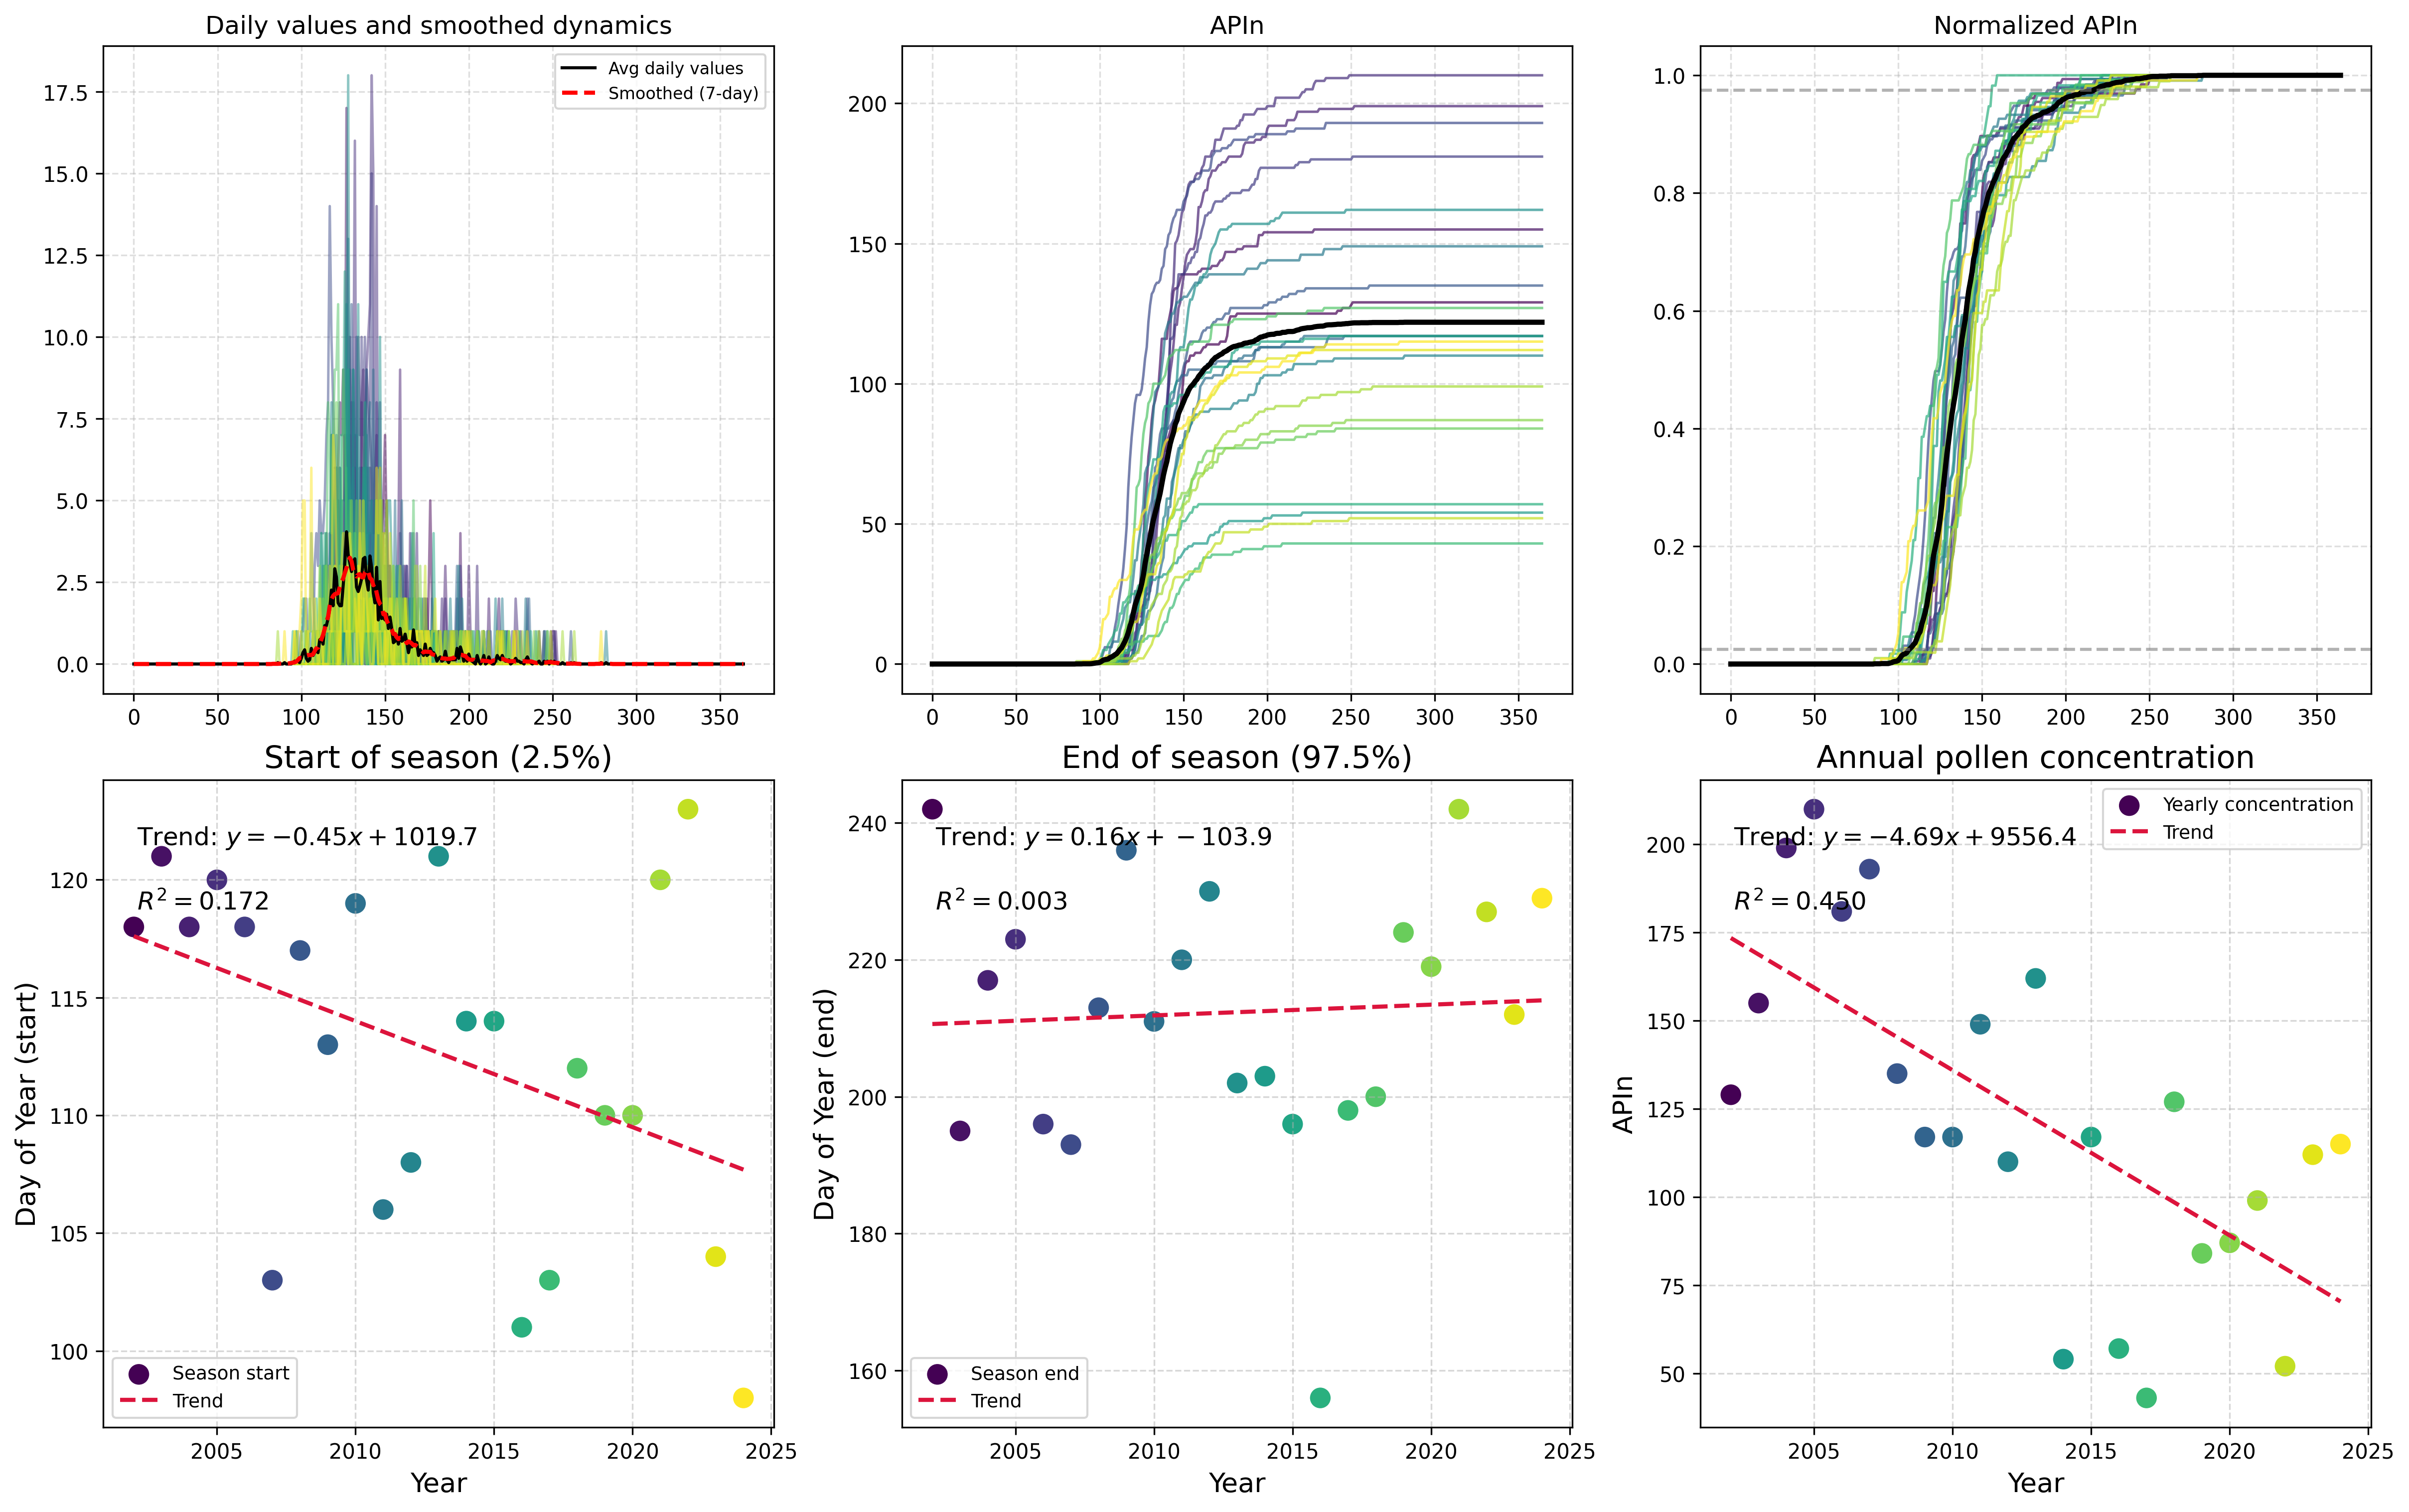 Daily values and smoothed dynamics
Avg daily values
Smoothed (7-day)
17.5
15.0
12.5
10.0
7.5
5.0
2.5
0.0
0 50 100 150 200 250 300 350
APIn
200
150
100
50
0
0 50 100 150 200 250 300 350
Normalized APIn
1.0
0.8
0.6
0.4
0.2
0.0
0 50 100 150 200 250 300 350
Start of season (2.5%)
Trend: y = −0.45x + 1019.7
R² = 0.172
Day of Year (start)
120
115
110
105
100
Season start
Trend
2005 2010 2015 2020 2025
Year
End of season (97.5%)
Trend: y = 0.16x + −103.9
R² = 0.003
Day of Year (end)
240
220
200
180
160
Season end
Trend
2005 2010 2015 2020 2025
Year
Annual pollen concentration
Yearly concentration
Trend
Trend: y = −4.69x + 9556.4
R² = 0.450
APIn
200
175
150
125
100
75
50
2005 2010 2015 2020 2025
Year